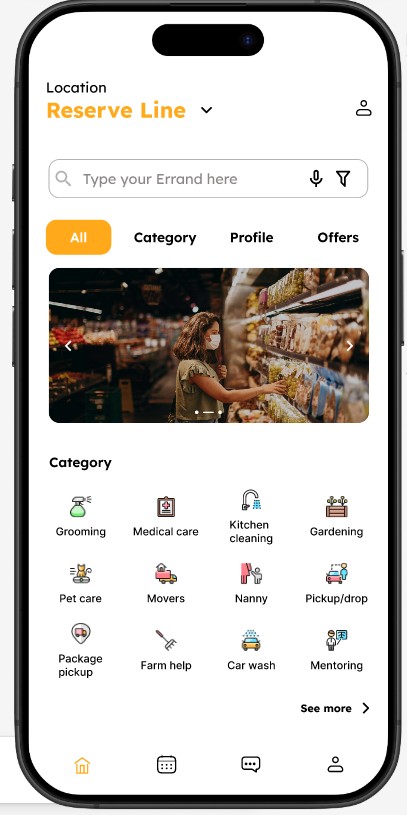 Location
Reserve Line
Type your Errand here
All Category Profile Offers
Category
Grooming Medical care Kitchen cleaning Gardening
Pet care Movers Nanny Pickup/drop
Package pickup Farm help Car wash Mentoring
See more